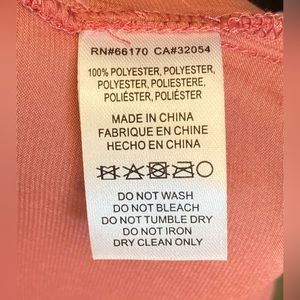 RN#66170 CA#32054
100% POLYESTER, POLYESTER,
POLYESTER, POLIESTERE,
POLIÉSTER, POLIÉSTER
MADE IN CHINA
FABRIQUE EN CHINE
HECHO EN CHINA
DO NOT WASH
DO NOT BLEACH
DO NOT TUMBLE DRY
DO NOT IRON
DRY CLEAN ONLY